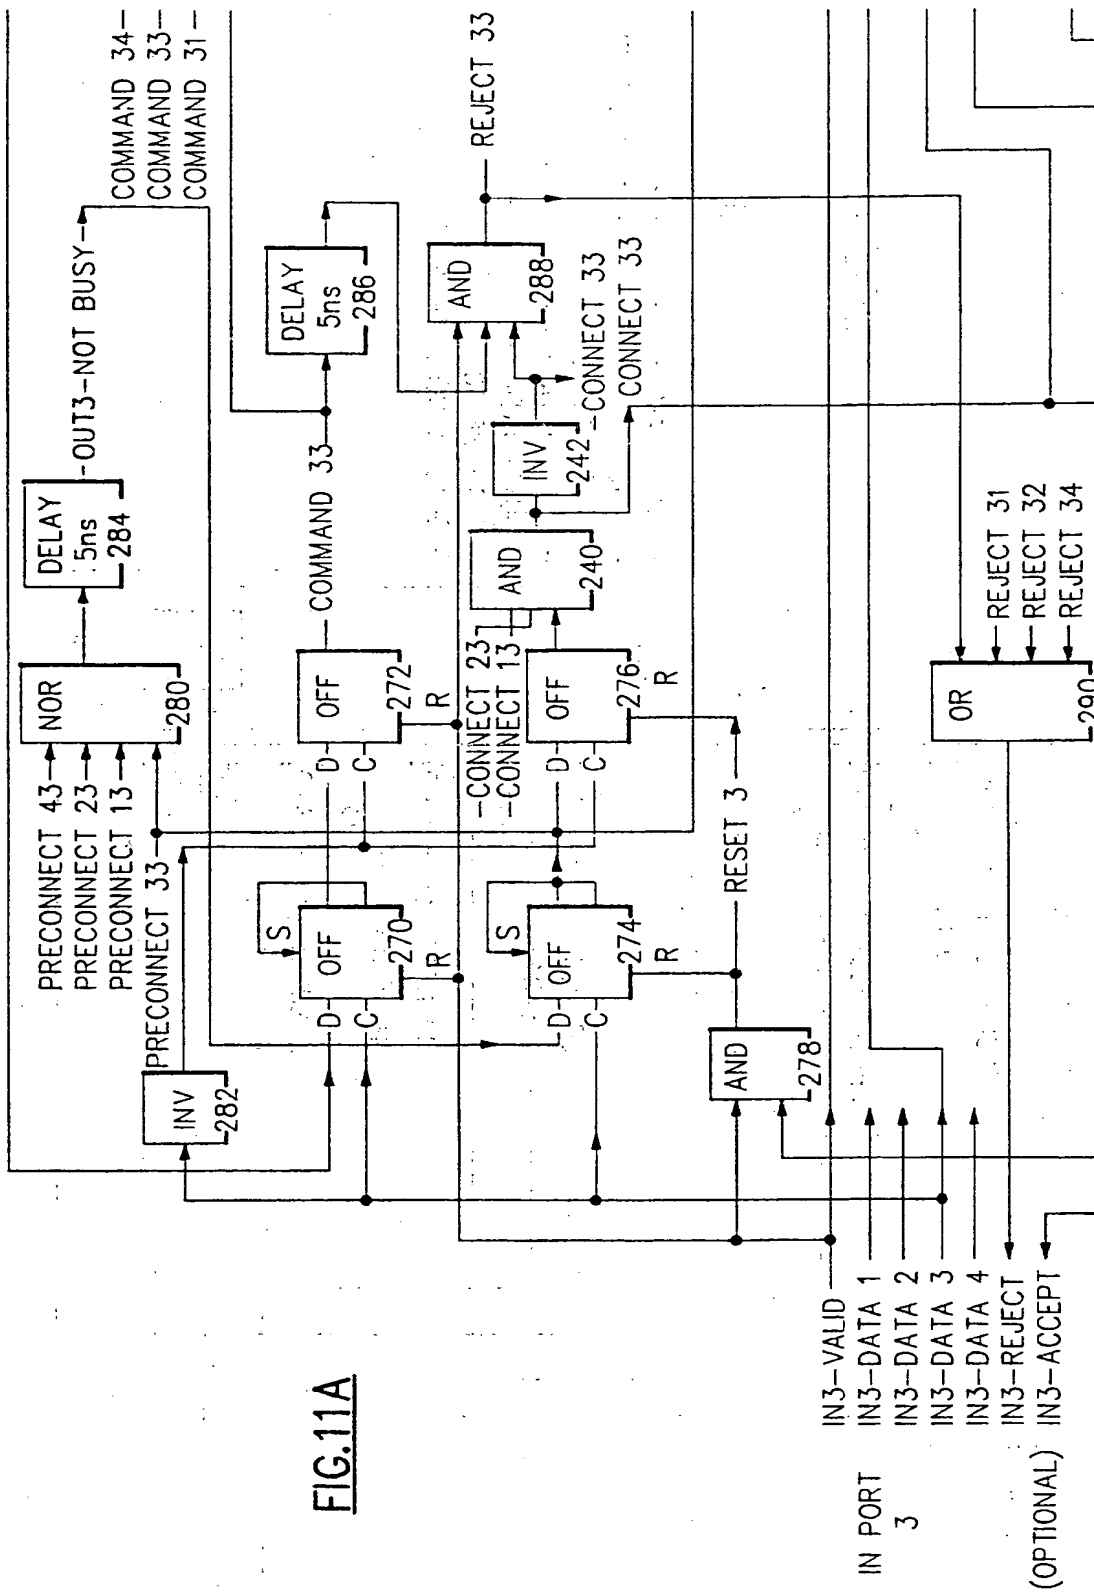 FIG.11A
PRECONNECT 43
PRECONNECT 23
PRECONNECT 13
PRECONNECT 33
NOR
280
DELAY
5ns
284
OUT3-NOT BUSY
COMMAND 34
COMMAND 33
COMMAND 31
INV
282
D
C
S
OFF
270
R
D
C
OFF
272
R
COMMAND 33
DELAY
5ns
286
D
C
S
OFF
274
R
-CONNECT 23
-CONNECT 13
D
C
OFF
276
R
AND
240
INV
242
AND
288
REJECT 33
-CONNECT 33
CONNECT 33
AND
278
RESET 3
IN PORT
3
IN3-VALID
IN3-DATA 1
IN3-DATA 2
IN3-DATA 3
IN3-DATA 4
IN3-REJECT
(OPTIONAL) IN3-ACCEPT
OR
290
REJECT 31
REJECT 32
REJECT 34